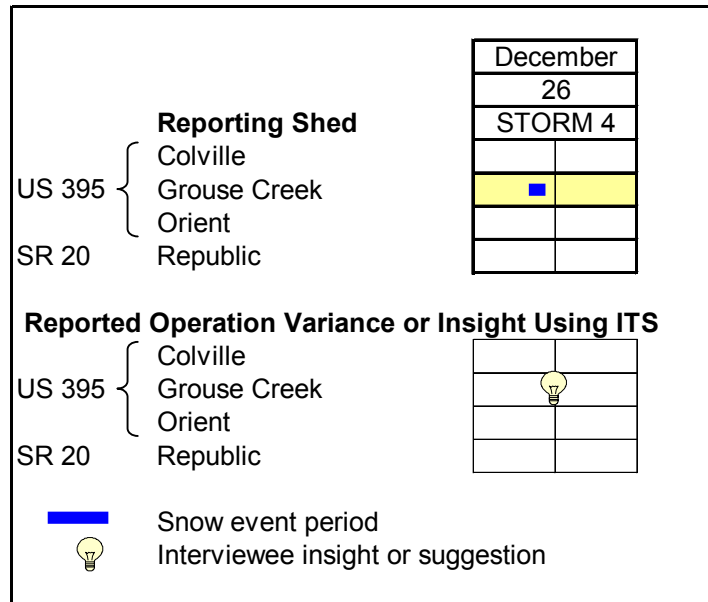 December
26
Reporting Shed STORM 4
Colville
US 395 Grouse Creek
Orient
SR 20 Republic
Reported Operation Variance or Insight Using ITS
Colville
US 395 Grouse Creek
Orient
SR 20 Republic
Snow event period
Interviewee insight or suggestion